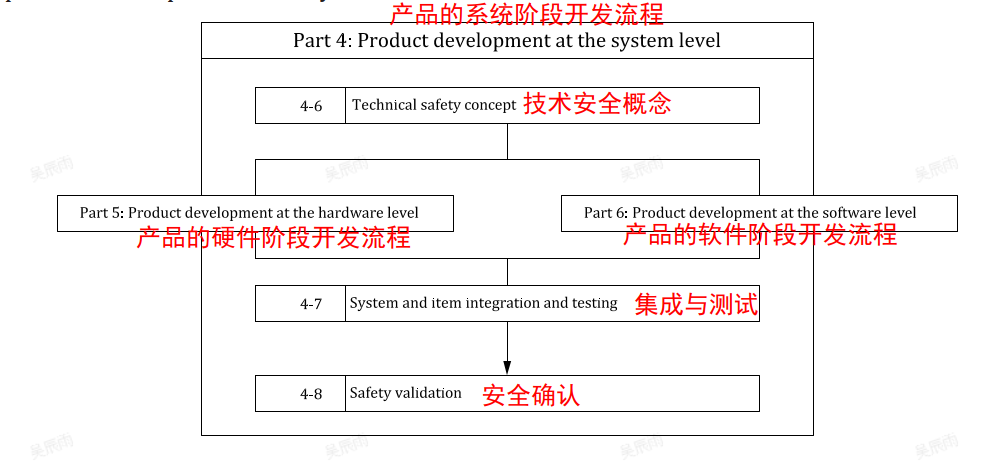 产品的系统阶段开发流程
Part 4: Product development at the system level
4-6 Technical safety concept 技术安全概念
Part 5: Product development at the hardware level
产品的硬件阶段开发流程
Part 6: Product development at the software level
产品的软件阶段开发流程
4-7 System and item integration and testing 集成与测试
4-8 Safety validation 安全确认